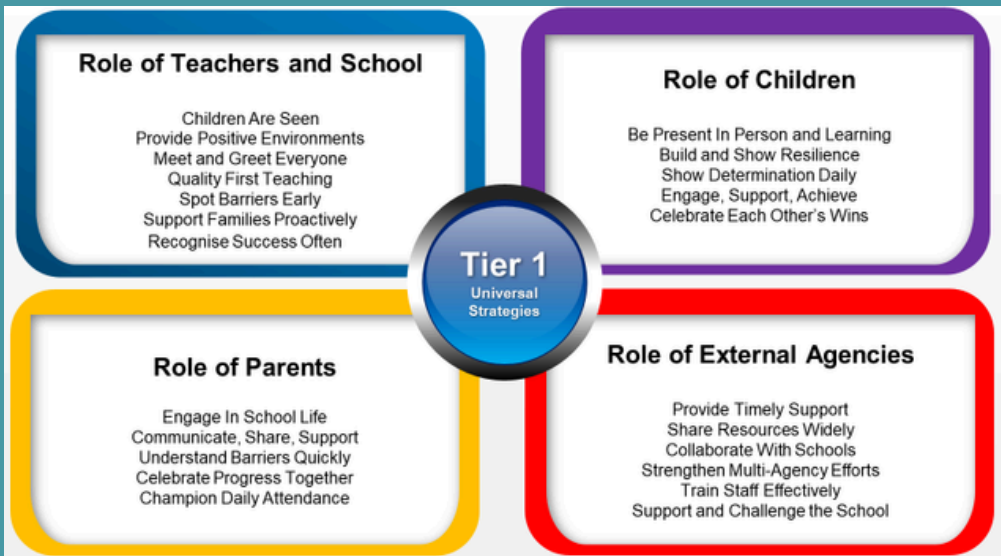 Role of Teachers and School
Children Are Seen
Provide Positive Environments
Meet and Greet Everyone
Quality First Teaching
Spot Barriers Early
Support Families Proactively
Recognise Success Often
Role of Children
Be Present In Person and Learning
Build and Show Resilience
Show Determination Daily
Engage, Support, Achieve
Celebrate Each Other's Wins
Tier 1
Universal
Strategies
Role of Parents
Engage In School Life
Communicate, Share, Support
Understand Barriers Quickly
Celebrate Progress Together
Champion Daily Attendance
Role of External Agencies
Provide Timely Support
Share Resources Widely
Collaborate With Schools
Strengthen Multi-Agency Efforts
Train Staff Effectively
Support and Challenge the School